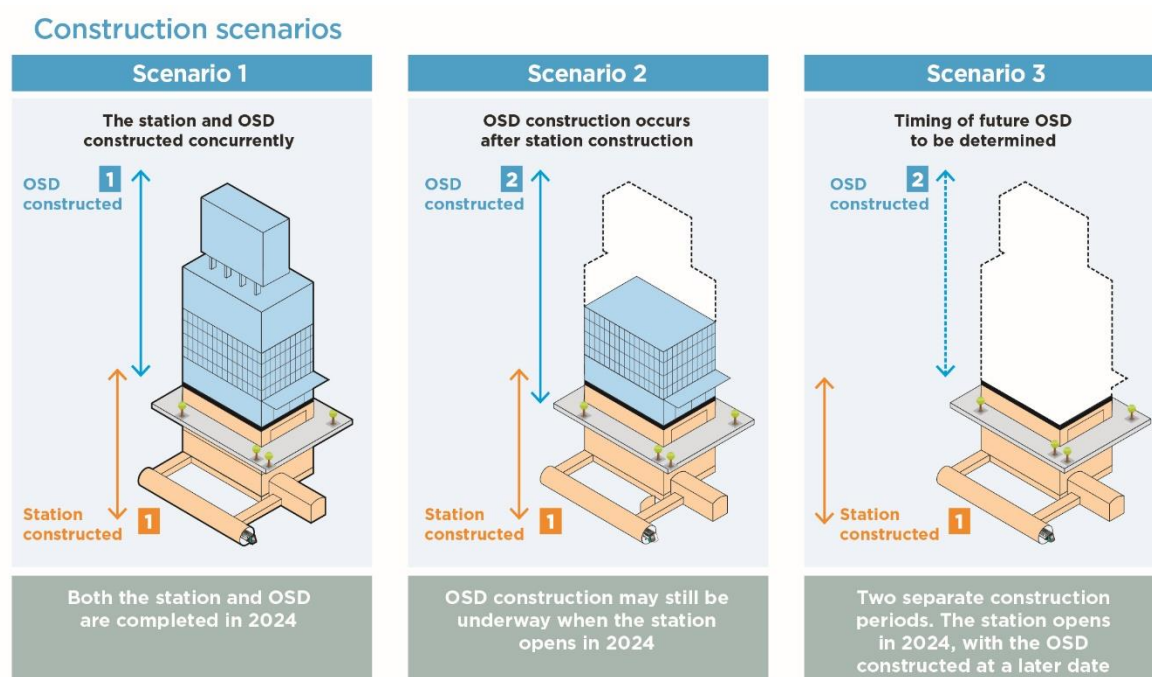 Construction scenarios
Scenario 1
The station and OSD
constructed concurrently
OSD
constructed
1
Station
constructed
1
Both the station and OSD
are completed in 2024
Scenario 2
OSD construction occurs
after station construction
OSD
constructed
2
Station
constructed
1
OSD construction may still be
underway when the station
opens in 2024
Scenario 3
Timing of future OSD
to be determined
OSD
constructed
2
Station
constructed
1
Two separate construction
periods. The station opens
in 2024, with the OSD
constructed at a later date